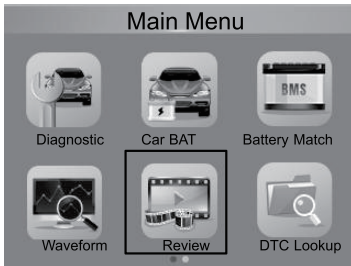 Main Menu
BMS
Diagnostic Car BAT Battery Match
Waveform Review DTC Lookup